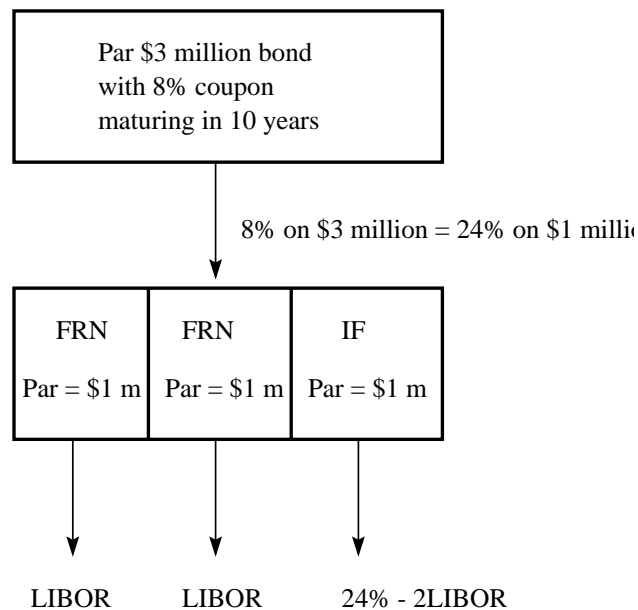 Par $3 million bond
with 8% coupon
maturing in 10 years
8% on $3 million = 24% on $1 millio
FRN FRN IF
Par = $1 m Par = $1 m Par = $1 m
LIBOR LIBOR 24% - 2LIBOR